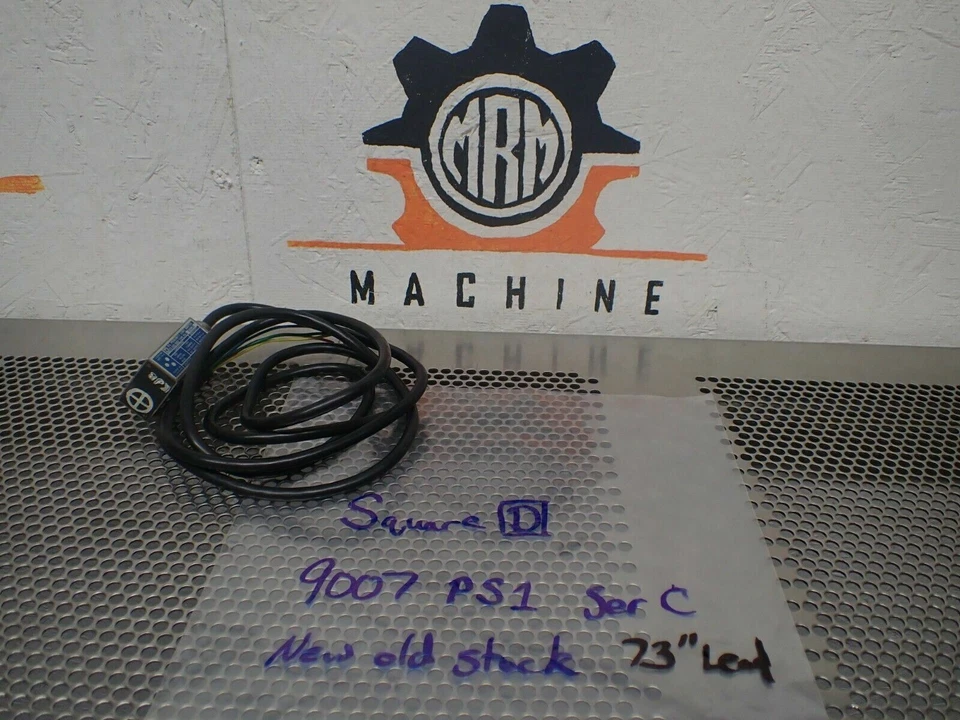 MRM
MACHINE
Square D
9007 PS1 Ser C
New old stock 73" Lead